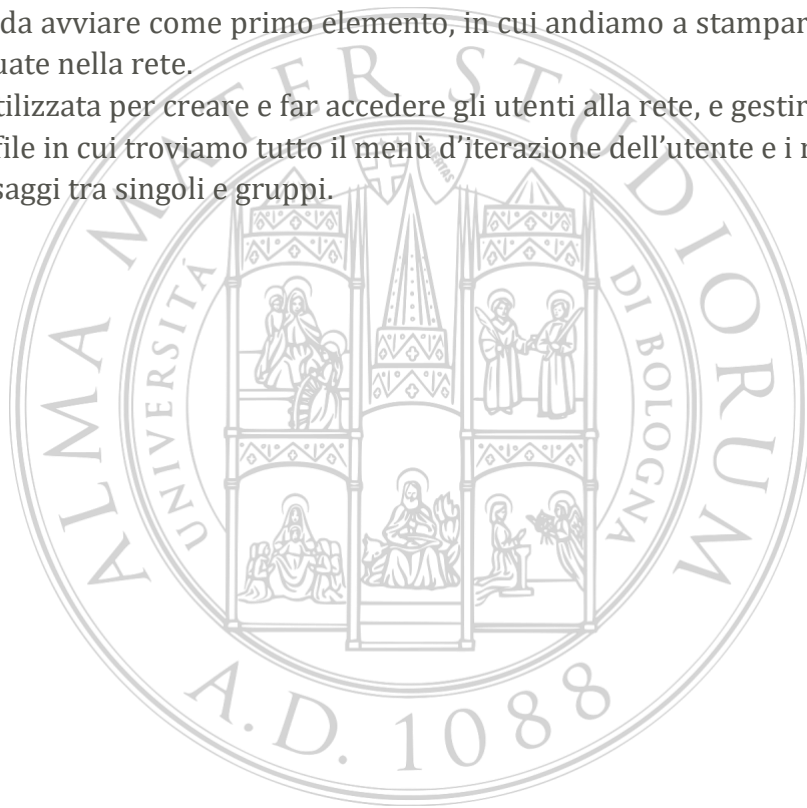 da avviare come primo elemento, in cui andiamo a stampar
uate nella rete.
tilizzata per creare e far accedere gli utenti alla rete, e gestir
file in cui troviamo tutto il menù d’iterazione dell’utente e i
saggi tra singoli e gruppi.
ALMA MATER STUDIORUM
UNIVERSITÀ DI BOLOGNA
A.D. 1088